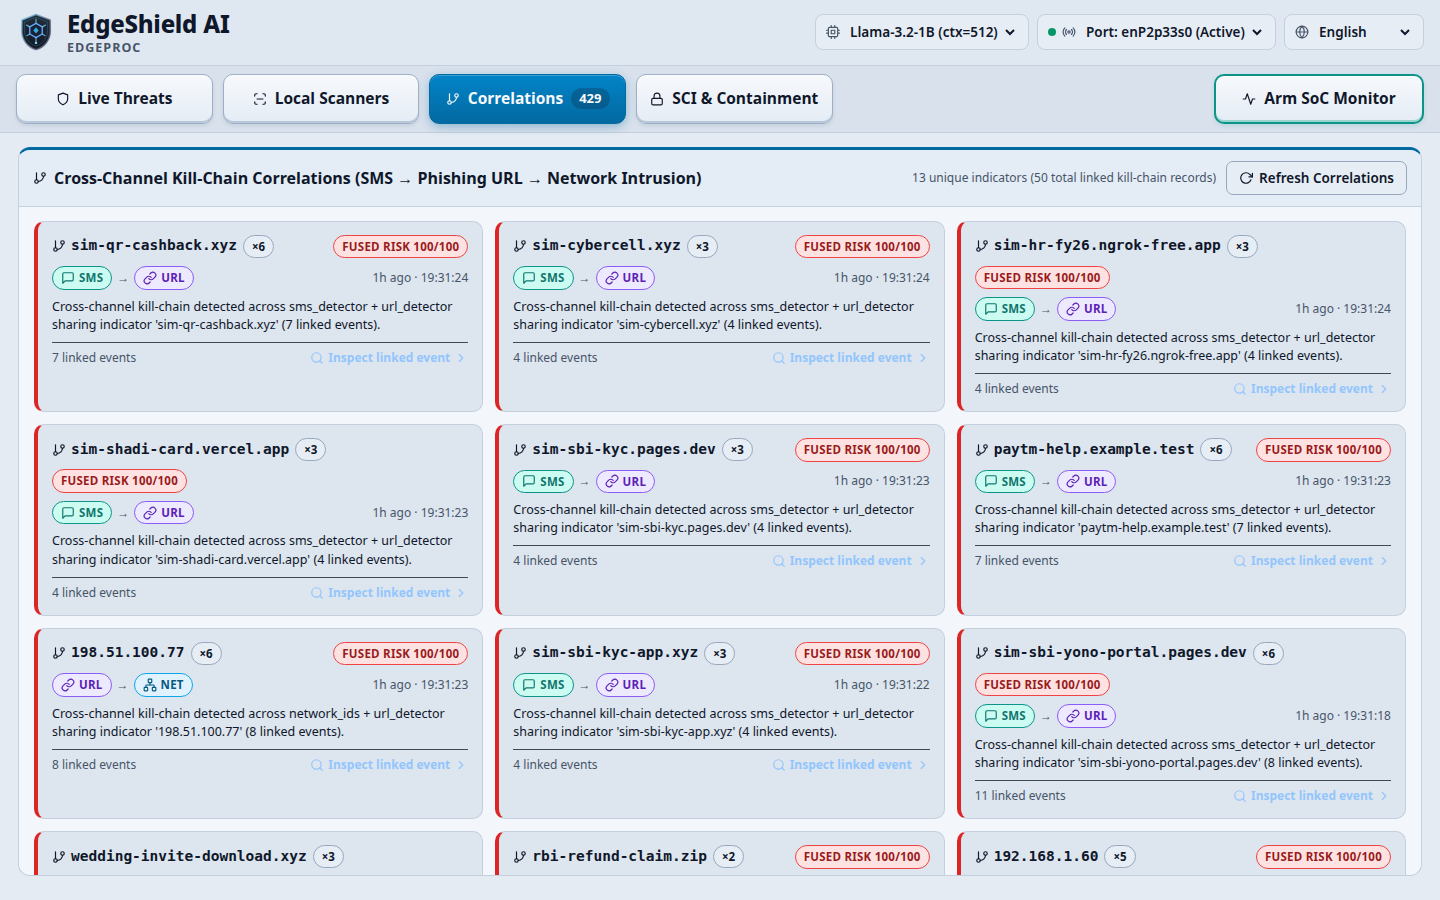 EdgeShield AI
EDGEPROC
Llama-3.2-1B (ctx=512)
Port: enP2p33s0 (Active)
English
Live Threats
Local Scanners
Correlations 429
SCI & Containment
Arm SoC Monitor
Cross-Channel Kill-Chain Correlations (SMS → Phishing URL → Network Intrusion)
13 unique indicators (50 total linked kill-chain records)
Refresh Correlations
sim-qr-cashback.xyz ×6 FUSED RISK 100/100
SMS → URL 1h ago · 19:31:24
Cross-channel kill-chain detected across sms_detector + url_detector
sharing indicator 'sim-qr-cashback.xyz' (7 linked events).
7 linked events Inspect linked event
sim-cybercell.xyz ×3 FUSED RISK 100/100
SMS → URL 1h ago · 19:31:24
Cross-channel kill-chain detected across sms_detector + url_detector
sharing indicator 'sim-cybercell.xyz' (4 linked events).
4 linked events Inspect linked event
sim-hr-fy26.ngrok-free.app ×3
FUSED RISK 100/100
SMS → URL 1h ago · 19:31:24
Cross-channel kill-chain detected across sms_detector + url_detector
sharing indicator 'sim-hr-fy26.ngrok-free.app' (4 linked events).
4 linked events Inspect linked event
sim-shadi-card.vercel.app ×3
FUSED RISK 100/100
SMS → URL 1h ago · 19:31:23
Cross-channel kill-chain detected across sms_detector + url_detector
sharing indicator 'sim-shadi-card.vercel.app' (4 linked events).
4 linked events Inspect linked event
sim-sbi-kyc.pages.dev ×3 FUSED RISK 100/100
SMS → URL 1h ago · 19:31:23
Cross-channel kill-chain detected across sms_detector + url_detector
sharing indicator 'sim-sbi-kyc.pages.dev' (4 linked events).
4 linked events Inspect linked event
paytm-help.example.test ×6 FUSED RISK 100/100
SMS → URL 1h ago · 19:31:23
Cross-channel kill-chain detected across sms_detector + url_detector
sharing indicator 'paytm-help.example.test' (7 linked events).
7 linked events Inspect linked event
198.51.100.77 ×6 FUSED RISK 100/100
URL → NET 1h ago · 19:31:23
Cross-channel kill-chain detected across network_ids + url_detector
sharing indicator '198.51.100.77' (8 linked events).
8 linked events Inspect linked event
sim-sbi-kyc-app.xyz ×3 FUSED RISK 100/100
SMS → URL 1h ago · 19:31:22
Cross-channel kill-chain detected across sms_detector + url_detector
sharing indicator 'sim-sbi-kyc-app.xyz' (4 linked events).
4 linked events Inspect linked event
sim-sbi-yono-portal.pages.dev ×6
FUSED RISK 100/100
SMS → URL 1h ago · 19:31:18
Cross-channel kill-chain detected across sms_detector + url_detector
sharing indicator 'sim-sbi-yono-portal.pages.dev' (8 linked events).
11 linked events Inspect linked event
wedding-invite-download.xyz ×3
rbi-refund-claim.zip ×2 FUSED RISK 100/100
192.168.1.60 ×5 FUSED RISK 100/100